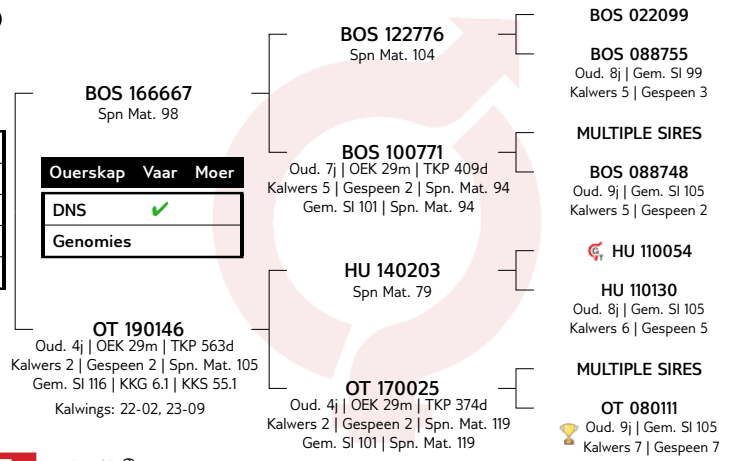 BOS 166667
Spn Mat. 98
Ouerskap Vaar Moer
DNS ✔
Genomies
OT 190146
Oud. 4j | OEK 29m | TKP 563d
Kalwers 2 | Gespeen 2 | Spn. Mat. 105
Gem. SI 116 | KKG 6.1 | KKS 55.1
Kalwings: 22-02, 23-09
BOS 122776
Spn Mat. 104
BOS 100771
Oud. 7j | OEK 29m | TKP 409d
Kalwers 5 | Gespeen 2 | Spn. Mat. 94
Gem. SI 101 | Spn. Mat. 94
HU 140203
Spn Mat. 79
OT 170025
Oud. 4j | OEK 29m | TKP 374d
Kalwers 2 | Gespeen 2 | Spn. Mat. 119
Gem. SI 101 | Spn. Mat. 119
BOS 022099
BOS 088755
Oud. 8j | Gem. SI 99
Kalwers 5 | Gespeen 3
MULTIPLE SIRES
BOS 088748
Oud. 9j | Gem. SI 105
Kalwers 5 | Gespeen 2
HU 110054
HU 110130
Oud. 8j | Gem. SI 105
Kalwers 6 | Gespeen 5
MULTIPLE SIRES
OT 080111
Oud. 9j | Gem. SI 105
Kalwers 7 | Gespeen 7